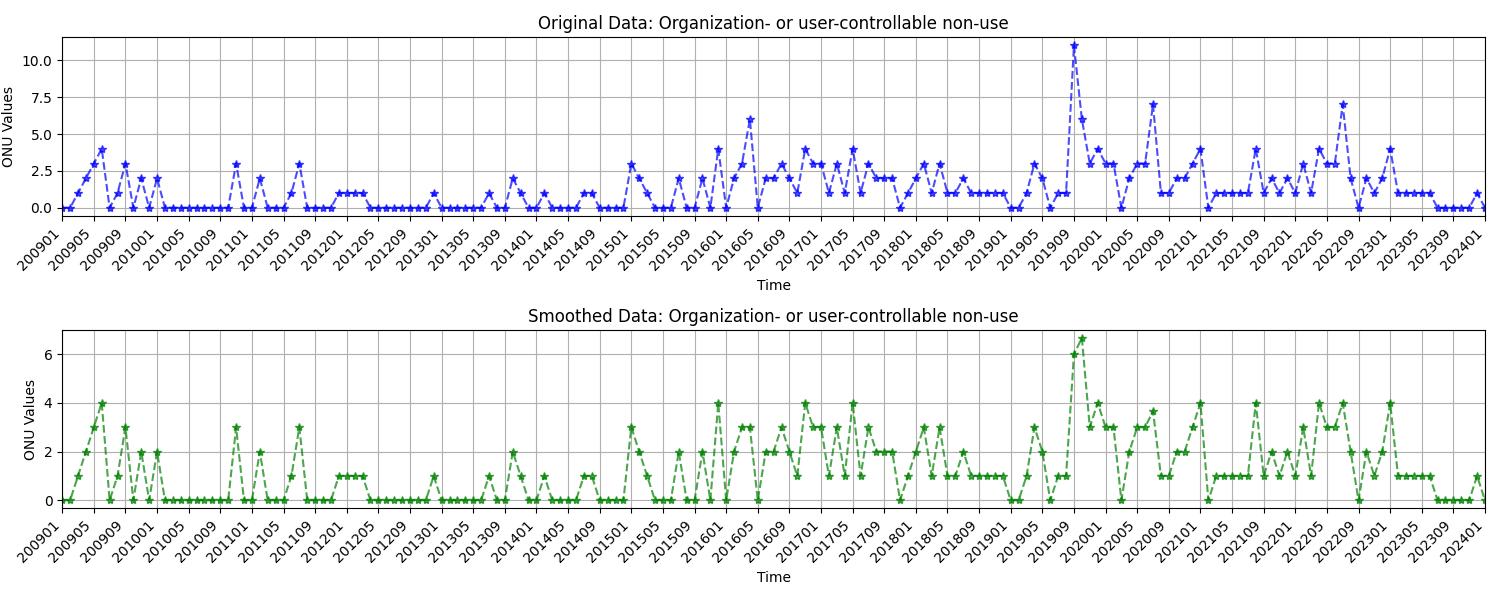 Original Data: Organization- or user-controllable non-use
ONU Values
10.0
7.5
5.0
2.5
0.0
200901 200905 200909 201001 201005 201009 201101 201105 201109 201201 201205 201209 201301 201305 201309 201401 201405 201409 201501 201505 201509 201601 201605 201609 201701 201705 201709 201801 201805 201809 201901 201905 201909 202001 202005 202009 202101 202105 202109 202201 202205 202209 202301 202305 202309 202401
Time
Smoothed Data: Organization- or user-controllable non-use
ONU Values
6
4
2
0
200901 200905 200909 201001 201005 201009 201101 201105 201109 201201 201205 201209 201301 201305 201309 201401 201405 201409 201501 201505 201509 201601 201605 201609 201701 201705 201709 201801 201805 201809 201901 201905 201909 202001 202005 202009 202101 202105 202109 202201 202205 202209 202301 202305 202309 202401
Time